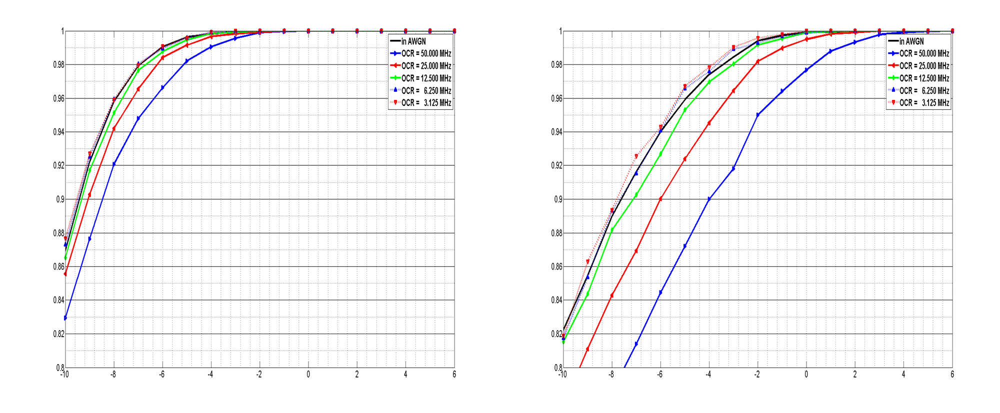 1
0.98
0.96
0.94
0.92
0.9
0.88
0.86
0.84
0.82
0.8
-10 -8 -6 -4 -2 0 2 4 6
in AWGN
OCR = 50.000 MHz
OCR = 25.000 MHz
OCR = 12.500 MHz
OCR = 6.250 MHz
OCR = 3.125 MHz
1
0.98
0.96
0.94
0.92
0.9
0.88
0.86
0.84
0.82
0.8
-10 -8 -6 -4 -2 0 2 4 6
in AWGN
OCR = 50.000 MHz
OCR = 25.000 MHz
OCR = 12.500 MHz
OCR = 6.250 MHz
OCR = 3.125 MHz